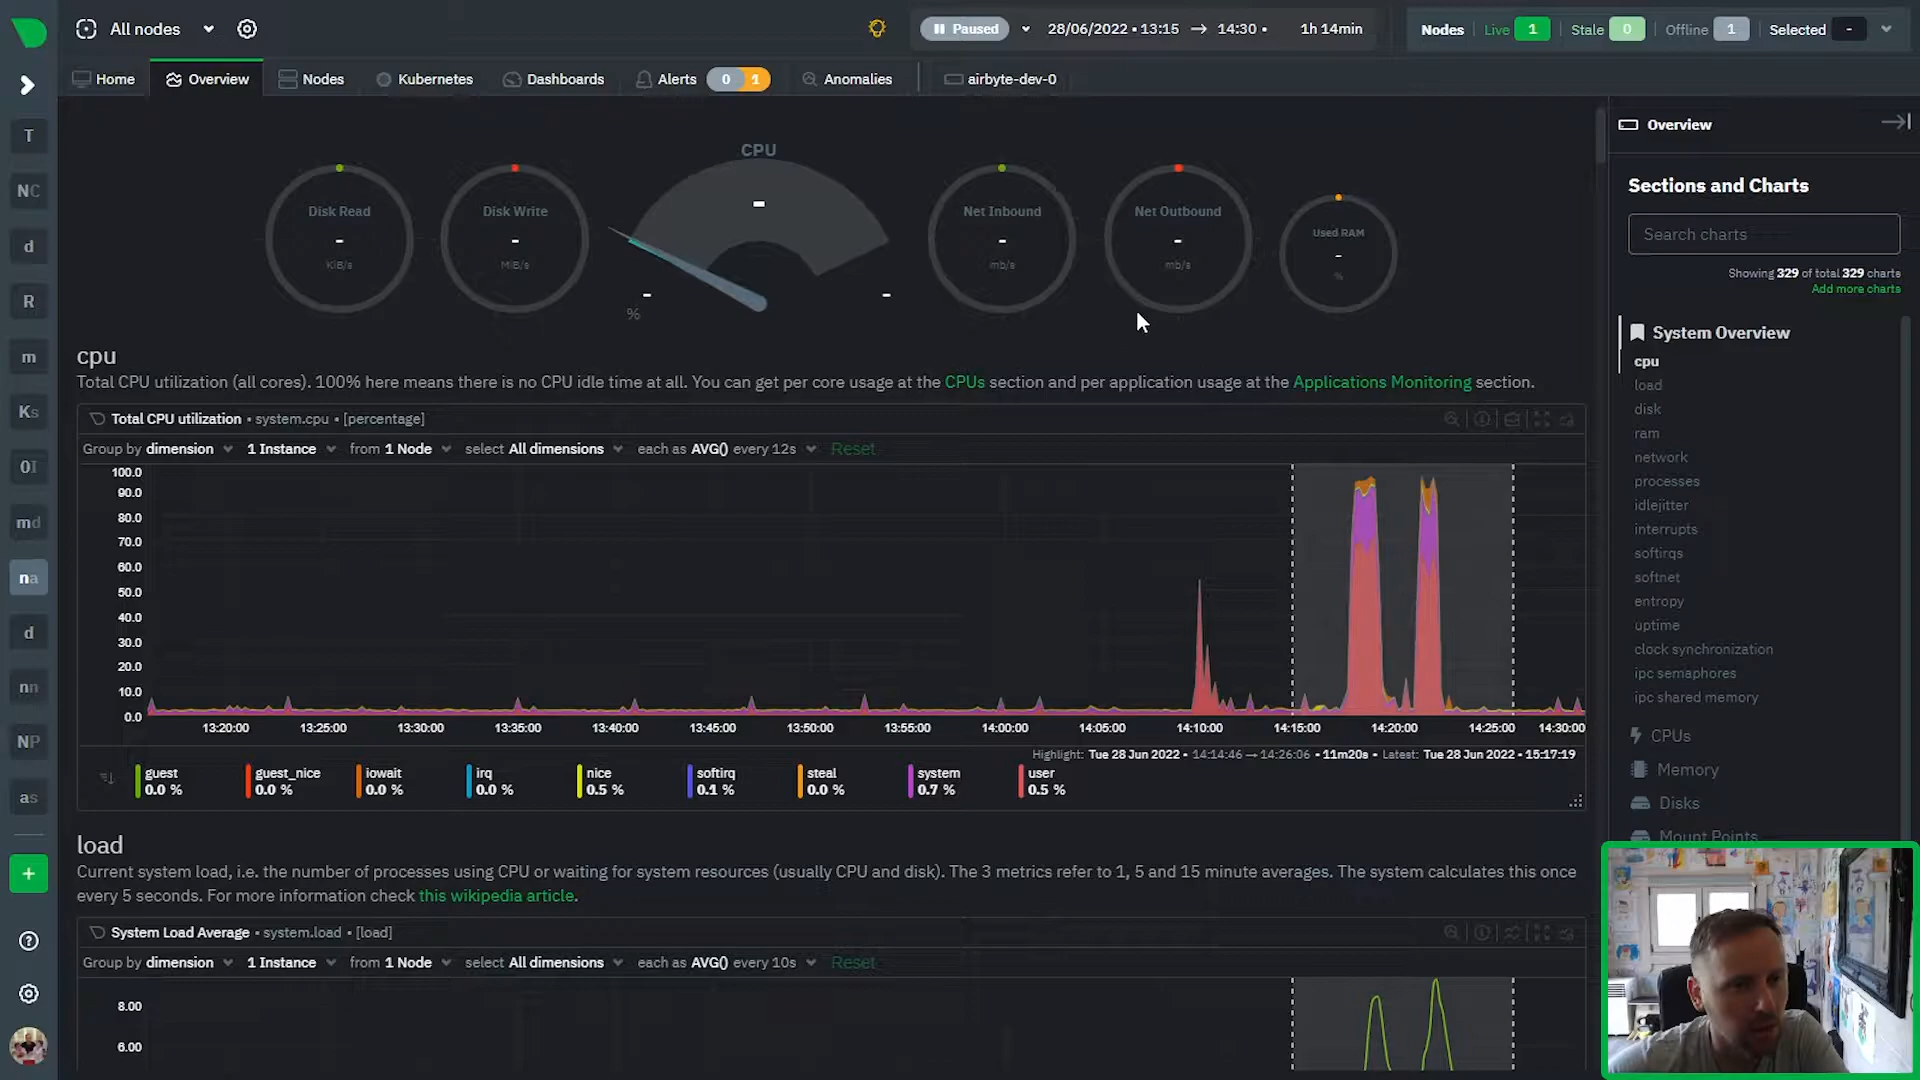 All nodes
Paused
28/06/2022 • 13:15 → 14:30 •
1h 14min
Nodes
Live 1
Stale 0
Offline 1
Selected -
Home
Overview
Nodes
Kubernetes
Dashboards
Alerts
0 1
Anomalies
airbyte-dev-0
T
NC
d
R
m
Ks
OI
md
na
d
nn
NP
as
+
CPU
Disk Read
-
KiB/s
Disk Write
-
MiB/s
-
-
-
%
Net Inbound
-
mb/s
Net Outbound
-
mb/s
Used RAM
-
%
cpu
Total CPU utilization (all cores). 100% here means there is no CPU idle time at all. You can get per core usage at the CPUs section and per application usage at the Applications Monitoring section.
Total CPU utilization • system.cpu • [percentage]
Group by dimension 1 Instance from 1 Node select All dimensions each as AVG() every 12s Reset
100.0
90.0
80.0
70.0
60.0
50.0
40.0
30.0
20.0
10.0
0.0
13:20:00 13:25:00 13:30:00 13:35:00 13:40:00 13:45:00 13:50:00 13:55:00 14:00:00 14:05:00 14:10:00 14:15:00 14:20:00 14:25:00 14:30:00
Highlight: Tue 28 Jun 2022 • 14:14:46 → 14:26:06 • 11m20s • Latest: Tue 28 Jun 2022 • 15:17:19
guest guest_nice iowait irq nice softirq steal system user
0.0 % 0.0 % 0.0 % 0.0 % 0.5 % 0.1 % 0.0 % 0.7 % 0.5 %
load
Current system load, i.e. the number of processes using CPU or waiting for system resources (usually CPU and disk). The 3 metrics refer to 1, 5 and 15 minute averages. The system calculates this once
every 5 seconds. For more information check this wikipedia article.
System Load Average • system.load • [load]
Group by dimension 1 Instance from 1 Node select All dimensions each as AVG() every 10s Reset
8.00
6.00
Overview
Sections and Charts
Search charts
Showing 329 of total 329 charts
Add more charts
System Overview
cpu
load
disk
ram
network
processes
idlejitter
interrupts
softirqs
softnet
entropy
uptime
clock synchronization
ipc semaphores
ipc shared memory
CPUs
Memory
Disks
Mount Points